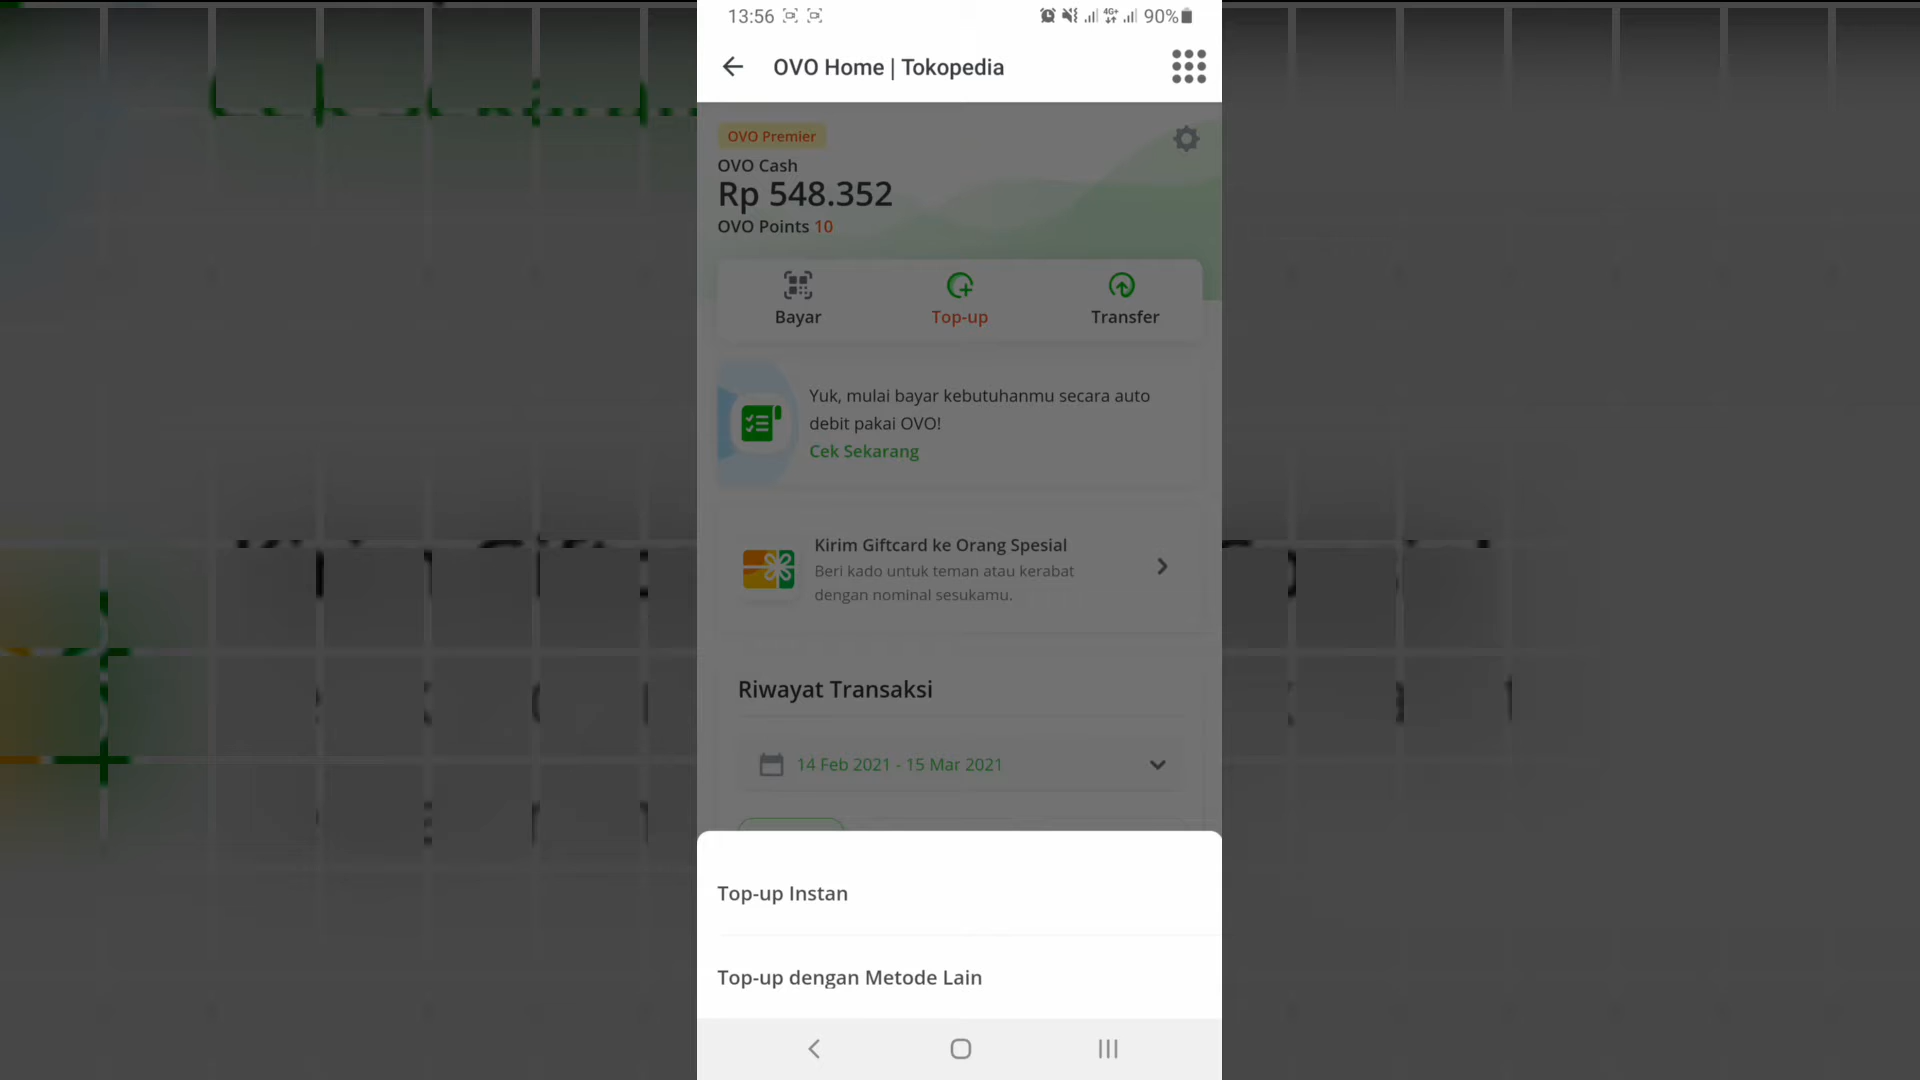 13:56
4G+
90%
OVO Home | Tokopedia
OVO Premier
OVO Cash
Rp 548.352
OVO Points 10
Bayar
Top-up
Transfer
Yuk, mulai bayar kebutuhanmu secara auto
debit pakai OVO!
Cek Sekarang
Kirim Giftcard ke Orang Spesial
Beri kado untuk teman atau kerabat
dengan nominal sesukamu.
Riwayat Transaksi
14 Feb 2021 - 15 Mar 2021
Top-up Instan
Top-up dengan Metode Lain